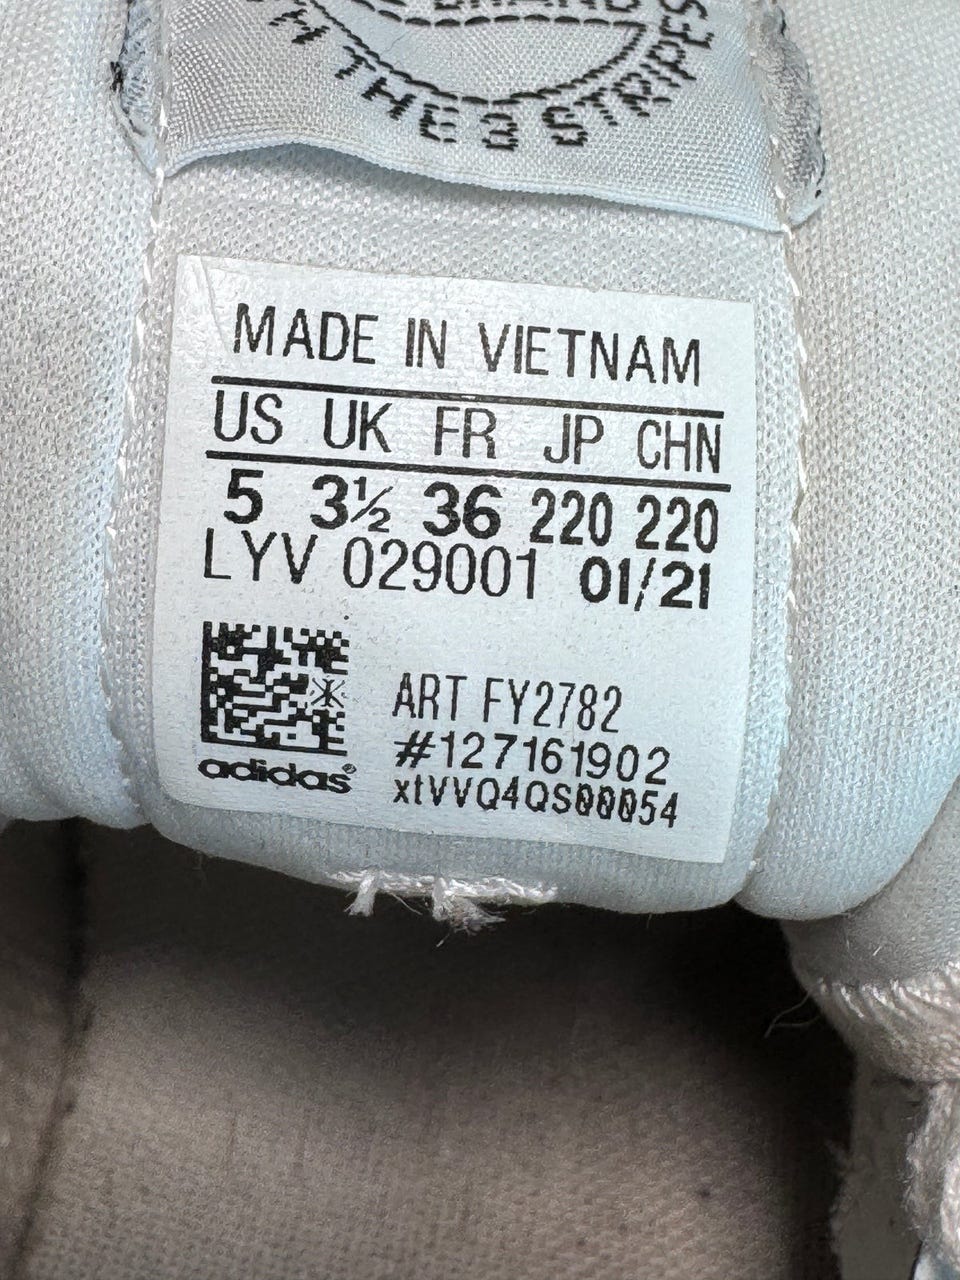 THE 3 STRIPES
MADE IN VIETNAM
US UK FR JP CHN
5 3½ 36 220 220
LYV 029001 01/21
ART FY2782
#127161902
xtVVQ4QS00054
adidas®